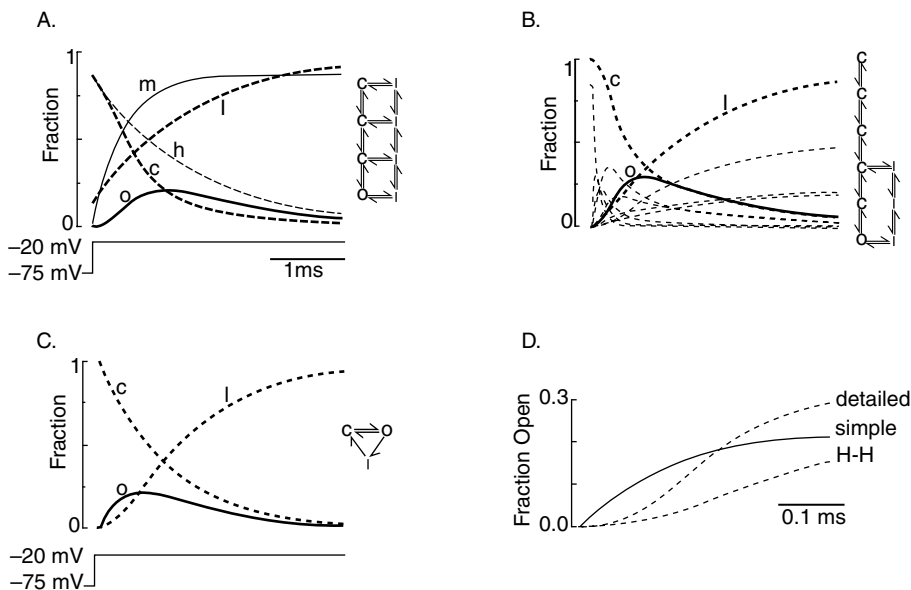 A.
1
Fraction
0
m
I
h
c
o
C I
C I
C I
O I
–20 mV
–75 mV
1ms
B.
1
Fraction
0
c
I
o
C
C
C
C I
C I
O I
C.
1
Fraction
0
c
I
o
C O
I
–20 mV
–75 mV
D.
0.3
Fraction Open
0.0
detailed
simple
H-H
0.1 ms